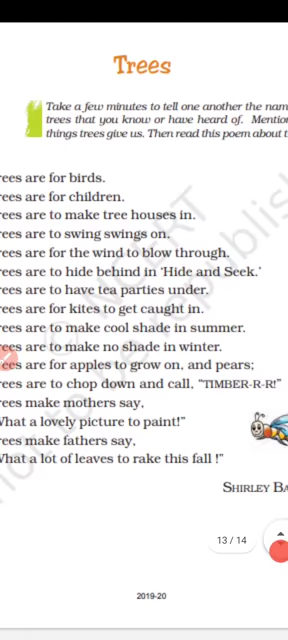 Trees
Take a few minutes to tell one another the nam
trees that you know or have heard of. Mention
things trees give us. Then read this poem about t
rees are for birds.
rees are for children.
rees are to make tree houses in.
rees are to swing swings on.
rees are for the wind to blow through.
rees are to hide behind in 'Hide and Seek.'
rees are to have tea parties under.
rees are for kites to get caught in.
rees are to make cool shade in summer.
rees are to make no shade in winter.
rees are for apples to grow on, and pears;
rees are to chop down and call, "TIMBER-R-R!"
rees make mothers say,
What a lovely picture to paint!"
rees make fathers say,
What a lot of leaves to rake this fall !"
SHIRLEY BA
13 / 14
2019-20
© NCERT
not to be republish